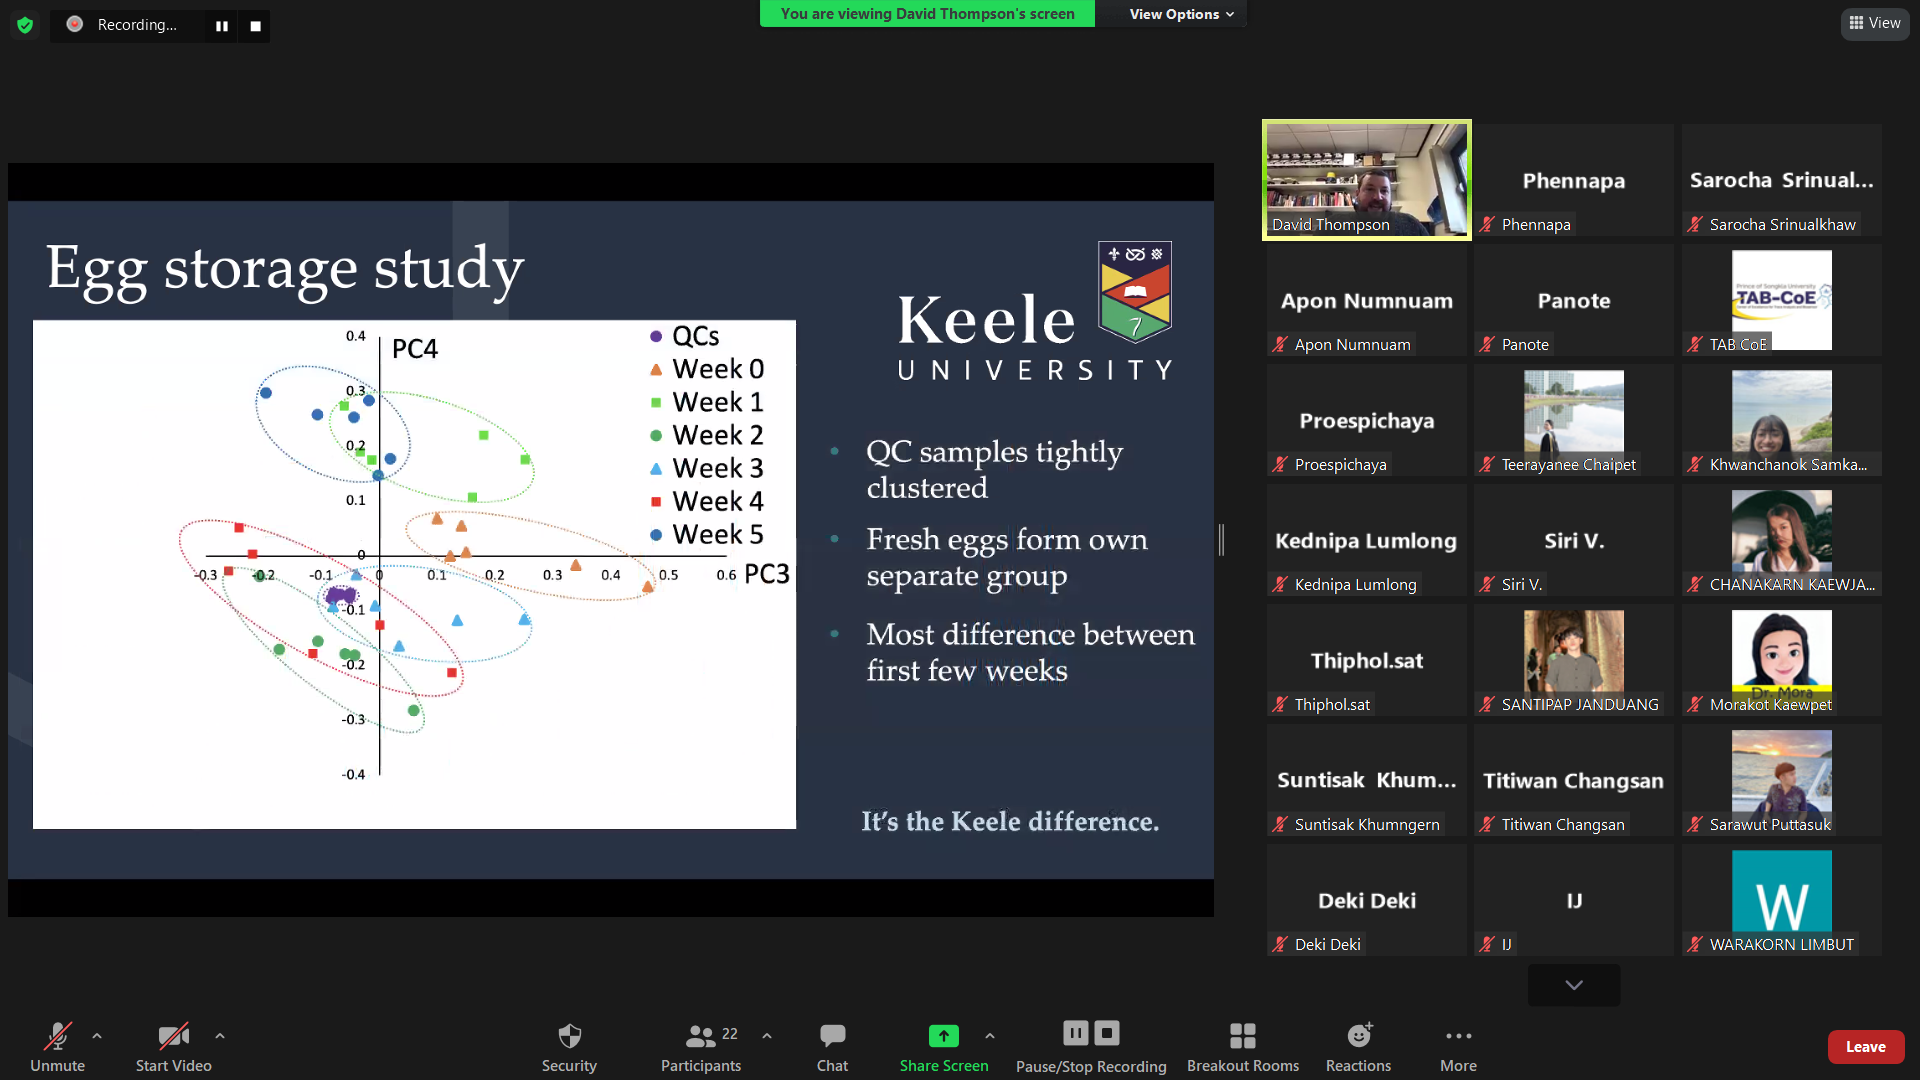 Recording...
You are viewing David Thompson's screen
View Options
View
Egg storage study
Keele
UNIVERSITY
0.4
PC4
0.3
0.2
0.1
0
-0.1
-0.2
-0.3
-0.4
-0.3
-0.2
-0.1
0
0.1
0.2
0.3
0.4
0.5
0.6
PC3
QCs
Week 0
Week 1
Week 2
Week 3
Week 4
Week 5
• QC samples tightly
clustered
• Fresh eggs form own
separate group
• Most difference between
first few weeks
It's the Keele difference.
David Thompson
Phennapa
Phennapa
Sarocha Srinual...
Sarocha Srinualkhaw
Apon Numnuam
Apon Numnuam
Panote
Panote
Prince of Songkla University
TAB-CoE
TAB CoE
Proespichaya
Proespichaya
Teerayanee Chaipet
Khwanchanok Samka...
Kednipa Lumlong
Kednipa Lumlong
Siri V.
Siri V.
CHANAKARN KAEWJA...
Thiphol.sat
Thiphol.sat
SANTIPAP JANDUANG
Dr. Mora
Morakot Kaewpet
Suntisak Khum...
Suntisak Khumngern
Titiwan Changsan
Titiwan Changsan
Sarawut Puttasuk
Deki Deki
Deki Deki
IJ
IJ
W
WARAKORN LIMBUT
Unmute
Start Video
Security
Participants
22
Chat
Share Screen
Pause/Stop Recording
Breakout Rooms
Reactions
More
Leave